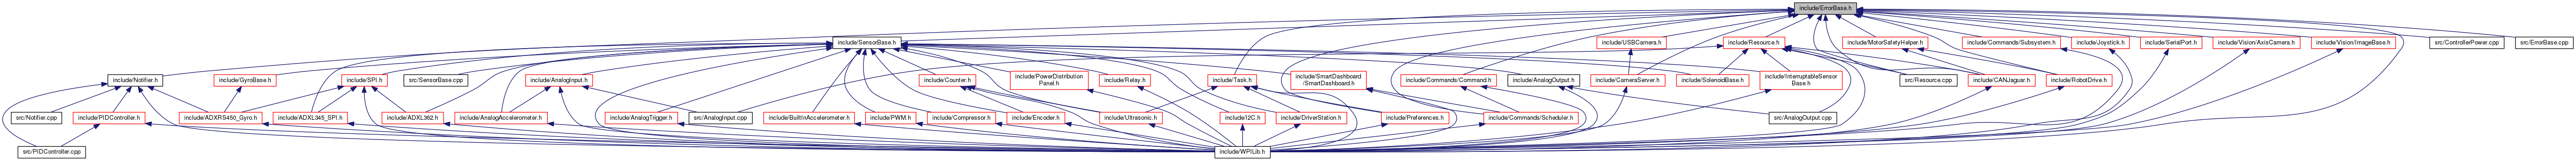 include/ErrorBase.h
include/SensorBase.h
include/USBCamera.h
include/Resource.h
include/MotorSafetyHelper.h
include/Commands/Subsystem.h
include/Joystick.h
include/SerialPort.h
include/Vision/AxisCamera.h
include/Vision/ImageBase.h
src/ControllerPower.cpp
src/ErrorBase.cpp
include/Notifier.h
include/GyroBase.h
include/SPI.h
src/SensorBase.cpp
include/AnalogInput.h
include/Counter.h
include/PowerDistribution
Panel.h
include/Relay.h
include/Task.h
include/SmartDashboard
/SmartDashboard.h
include/Commands/Command.h
include/AnalogOutput.h
include/CameraServer.h
include/SolenoidBase.h
include/InterruptableSensor
Base.h
src/Resource.cpp
include/CANJaguar.h
include/RobotDrive.h
src/Notifier.cpp
include/PIDController.h
include/ADXRS450_Gyro.h
include/ADXL345_SPI.h
include/ADXL362.h
include/AnalogAccelerometer.h
include/AnalogTrigger.h
src/AnalogInput.cpp
include/BuiltInAccelerometer.h
include/PWM.h
include/Compressor.h
include/Encoder.h
include/Ultrasonic.h
include/I2C.h
include/DriverStation.h
include/Preferences.h
include/Commands/Scheduler.h
src/AnalogOutput.cpp
src/PIDController.cpp
include/WPILib.h